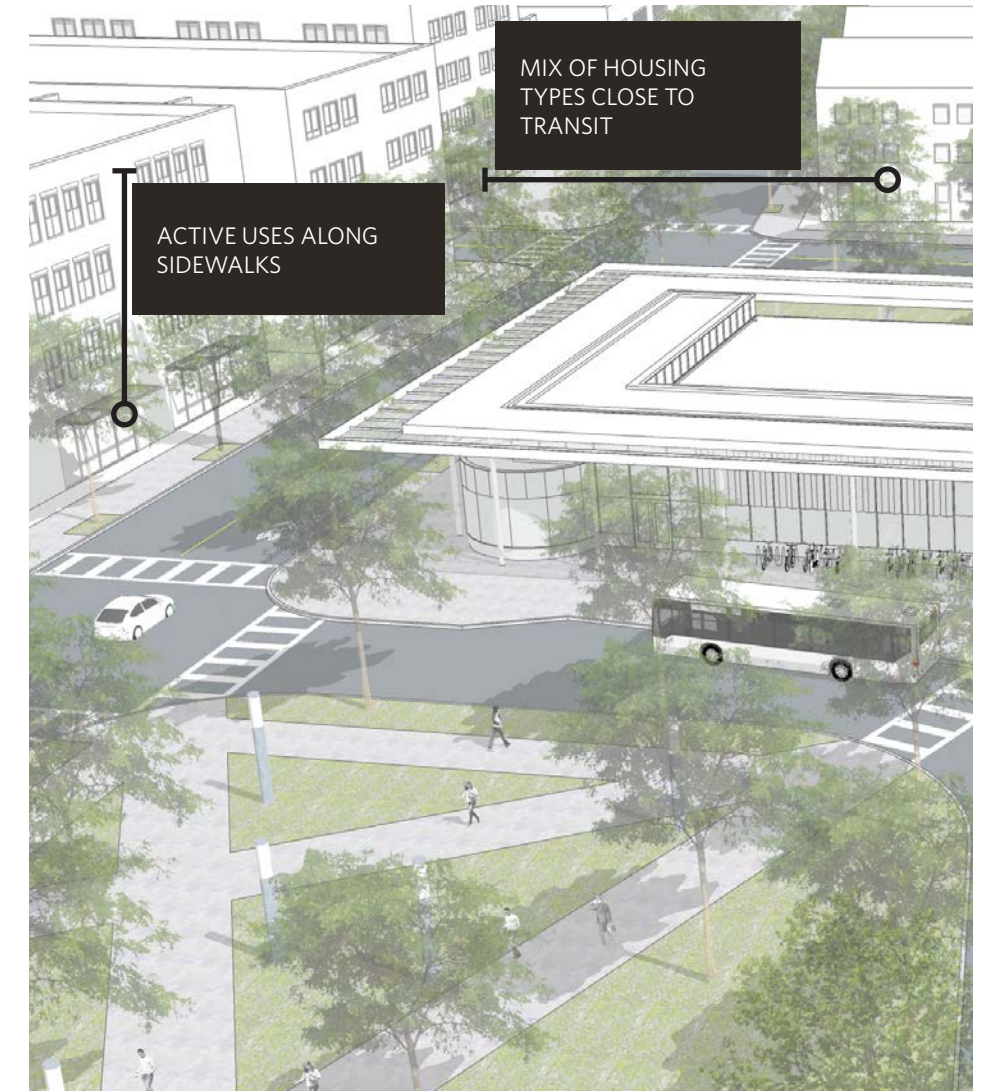 MIX OF HOUSING
TYPES CLOSE TO
TRANSIT
ACTIVE USES ALONG
SIDEWALKS